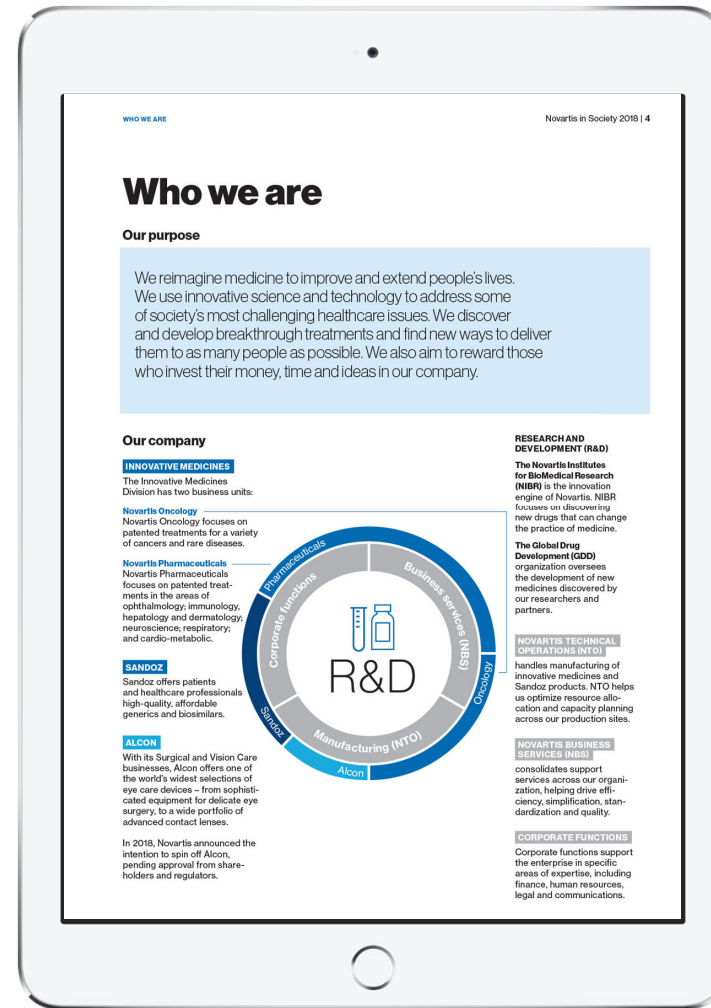 WHO WE ARE
Novartis in Society 2018 | 4
Who we are
Our purpose
We reimagine medicine to improve and extend people's lives.
We use innovative science and technology to address some
of society's most challenging healthcare issues. We discover
and develop breakthrough treatments and find new ways to deliver
them to as many people as possible. We also aim to reward those
who invest their money, time and ideas in our company.
Our company
INNOVATIVE MEDICINES
The Innovative Medicines
Division has two business units:
Novartis Oncology
Novartis Oncology focuses on
patented treatments for a variety
of cancers and rare diseases.
Novartis Pharmaceuticals
Novartis Pharmaceuticals
focuses on patented treat-
ments in the areas of
ophthalmology; immunology,
hepatology and dermatology;
neuroscience; respiratory;
and cardio-metabolic.
SANDOZ
Sandoz offers patients
and healthcare professionals
high-quality, affordable
generics and biosimilars.
ALCON
With its Surgical and Vision Care
businesses, Alcon offers one of
the world's widest selections of
eye care devices – from sophisti-
cated equipment for delicate eye
surgery, to a wide portfolio of
advanced contact lenses.
In 2018, Novartis announced the
intention to spin off Alcon,
pending approval from share-
holders and regulators.
Pharmaceuticals
Oncology
Alcon
Sandoz
Corporate functions
Business services (NBS)
Manufacturing (NTO)
R&D
RESEARCH AND
DEVELOPMENT (R&D)
The Novartis Institutes
for BioMedical Research
(NIBR) is the innovation
engine of Novartis. NIBR
focuses on discovering
new drugs that can change
the practice of medicine.
The Global Drug
Development (GDD)
organization oversees
the development of new
medicines discovered by
our researchers and
partners.
NOVARTIS TECHNICAL
OPERATIONS (NTO)
handles manufacturing of
innovative medicines and
Sandoz products. NTO helps
us optimize resource allo-
cation and capacity planning
across our production sites.
NOVARTIS BUSINESS
SERVICES (NBS)
consolidates support
services across our organi-
zation, helping drive effi-
ciency, simplification, stan-
dardization and quality.
CORPORATE FUNCTIONS
Corporate functions support
the enterprise in specific
areas of expertise, including
finance, human resources,
legal and communications.